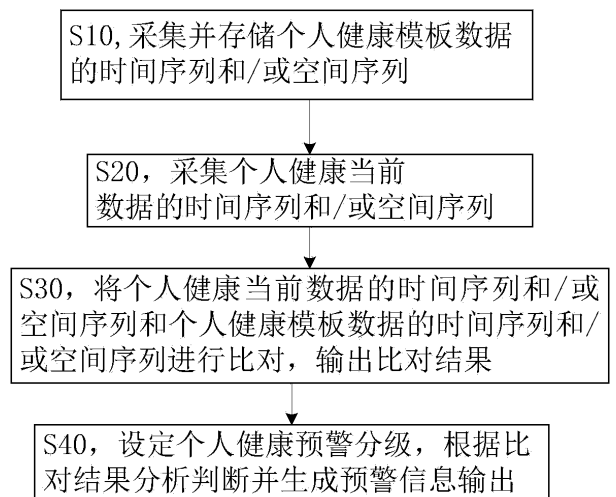 S10,采集并存储个人健康模板数据
的时间序列和/或空间序列
S20，采集个人健康当前
数据的时间序列和/或空间序列
S30，将个人健康当前数据的时间序列和/或
空间序列和个人健康模板数据的时间序列和/
或空间序列进行比对，输出比对结果
S40，设定个人健康预警分级，根据比
对结果分析判断并生成预警信息输出